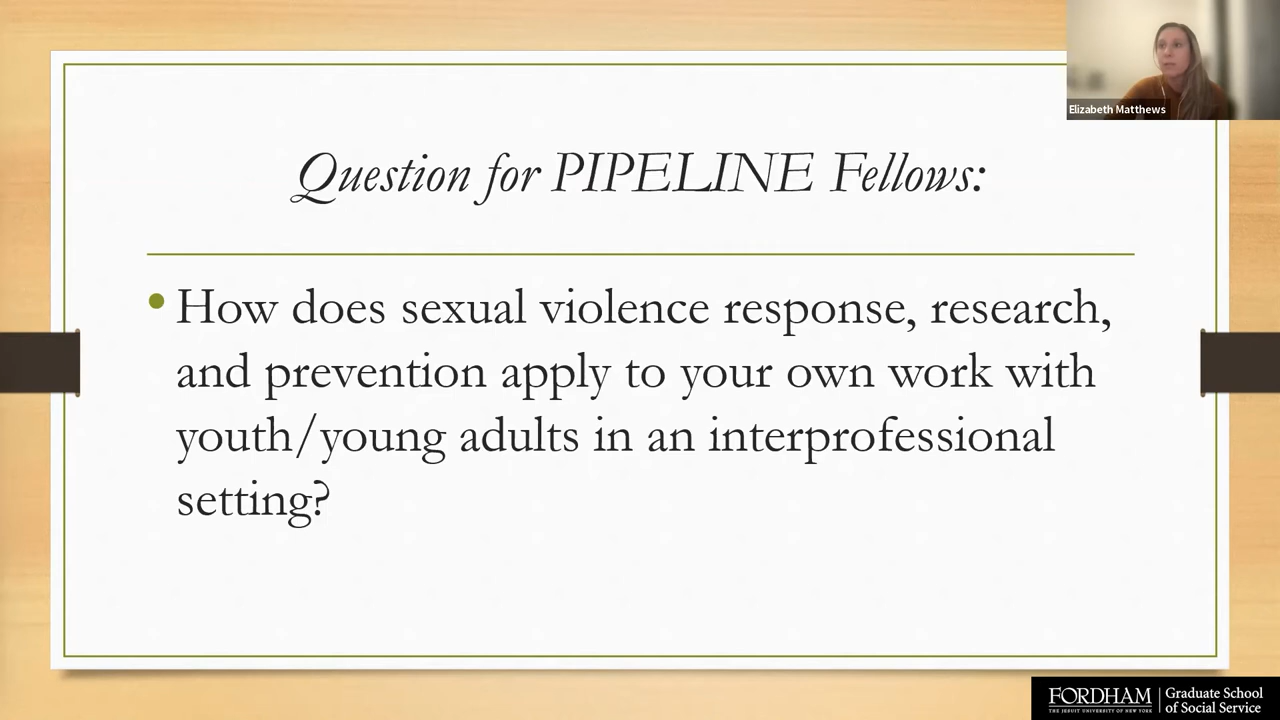 Elizabeth Matthews
Question for PIPELINE Fellows:
• How does sexual violence response, research,
and prevention apply to your own work with
youth/young adults in an interprofessional
setting?
FORDHAM
THE JESUIT UNIVERSITY OF NEW YORK
Graduate School
of Social Service